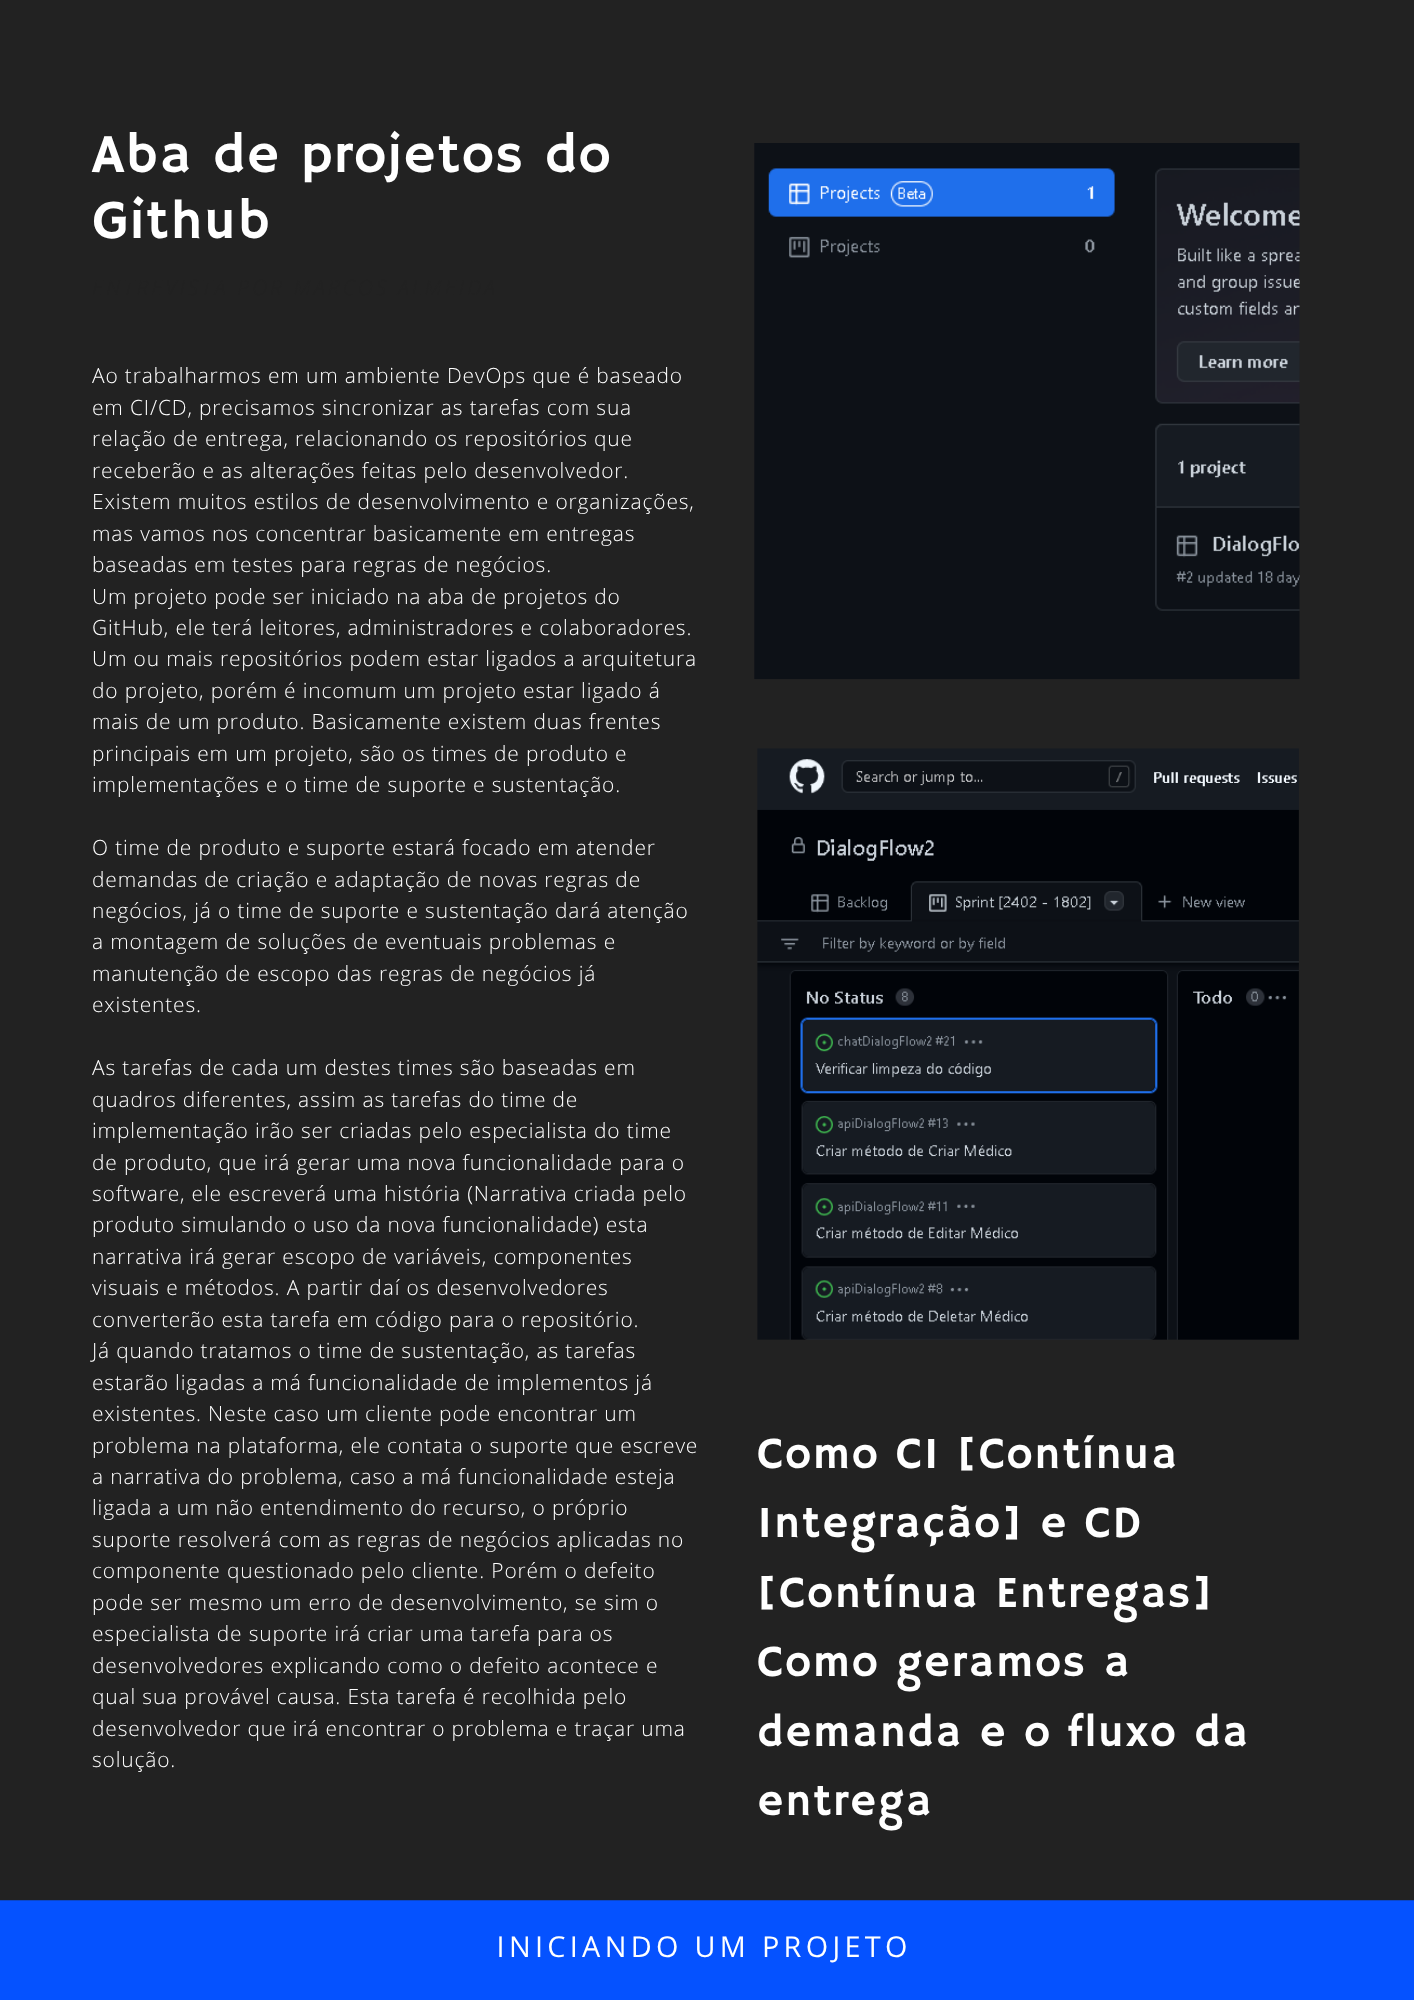 Aba de projetos do
Github
Ao trabalharmos em um ambiente DevOps que é baseado
em CI/CD, precisamos sincronizar as tarefas com sua
relação de entrega, relacionando os repositórios que
receberão e as alterações feitas pelo desenvolvedor.
Existem muitos estilos de desenvolvimento e organizações,
mas vamos nos concentrar basicamente em entregas
baseadas em testes para regras de negócios.
Um projeto pode ser iniciado na aba de projetos do
GitHub, ele terá leitores, administradores e colaboradores.
Um ou mais repositórios podem estar ligados a arquitetura
do projeto, porém é incomum um projeto estar ligado á
mais de um produto. Basicamente existem duas frentes
principais em um projeto, são os times de produto e
implementações e o time de suporte e sustentação.
O time de produto e suporte estará focado em atender
demandas de criação e adaptação de novas regras de
negócios, já o time de suporte e sustentação dará atenção
a montagem de soluções de eventuais problemas e
manutenção de escopo das regras de negócios já
existentes.
As tarefas de cada um destes times são baseadas em
quadros diferentes, assim as tarefas do time de
implementação irão ser criadas pelo especialista do time
de produto, que irá gerar uma nova funcionalidade para o
software, ele escreverá uma história (Narrativa criada pelo
produto simulando o uso da nova funcionalidade) esta
narrativa irá gerar escopo de variáveis, componentes
visuais e métodos. A partir daí os desenvolvedores
converterão esta tarefa em código para o repositório.
Já quando tratamos o time de sustentação, as tarefas
estarão ligadas a má funcionalidade de implementos já
existentes. Neste caso um cliente pode encontrar um
problema na plataforma, ele contata o suporte que escreve
a narrativa do problema, caso a má funcionalidade esteja
ligada a um não entendimento do recurso, o próprio
suporte resolverá com as regras de negócios aplicadas no
componente questionado pelo cliente. Porém o defeito
pode ser mesmo um erro de desenvolvimento, se sim o
especialista de suporte irá criar uma tarefa para os
desenvolvedores explicando como o defeito acontece e
qual sua provável causa. Esta tarefa é recolhida pelo
desenvolvedor que irá encontrar o problema e traçar uma
solução.
Projects Beta 1
Projects 0
Welcome
Built like a sprea
and group issue
custom fields ar
Learn more
1 project
DialogFlo
#2 updated 18 day
Search or jump to... /
Pull requests Issues
DialogFlow2
Backlog Sprint [2402 - 1802] + New view
Filter by keyword or by field
No Status 8
Todo 0 ...
chatDialogFlow2 #21 ...
Verificar limpeza do código
apiDialogFlow2 #13 ...
Criar método de Criar Médico
apiDialogFlow2 #11 ...
Criar método de Editar Médico
apiDialogFlow2 #8 ...
Criar método de Deletar Médico
Como CI [Contínua
Integração] e CD
[Contínua Entregas]
Como geramos a
demanda e o fluxo da
entrega
INICIANDO UM PROJETO